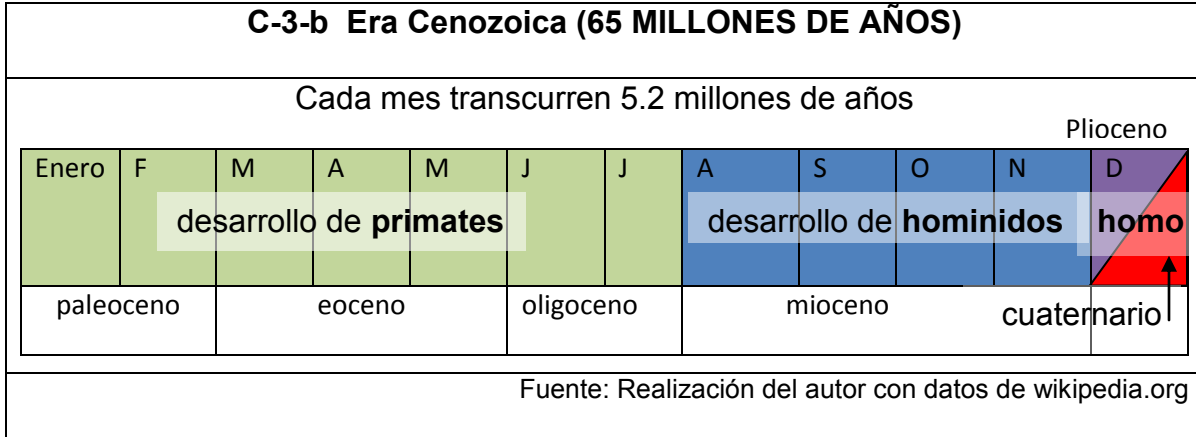 C-3-b Era Cenozoica (65 MILLONES DE AÑOS)
Cada mes transcurren 5.2 millones de años
Plioceno
Enero F M A M J J A S O N D
desarrollo de primates desarrollo de hominidos homo
paleoceno eoceno oligoceno mioceno cuaternario
Fuente: Realización del autor con datos de wikipedia.org